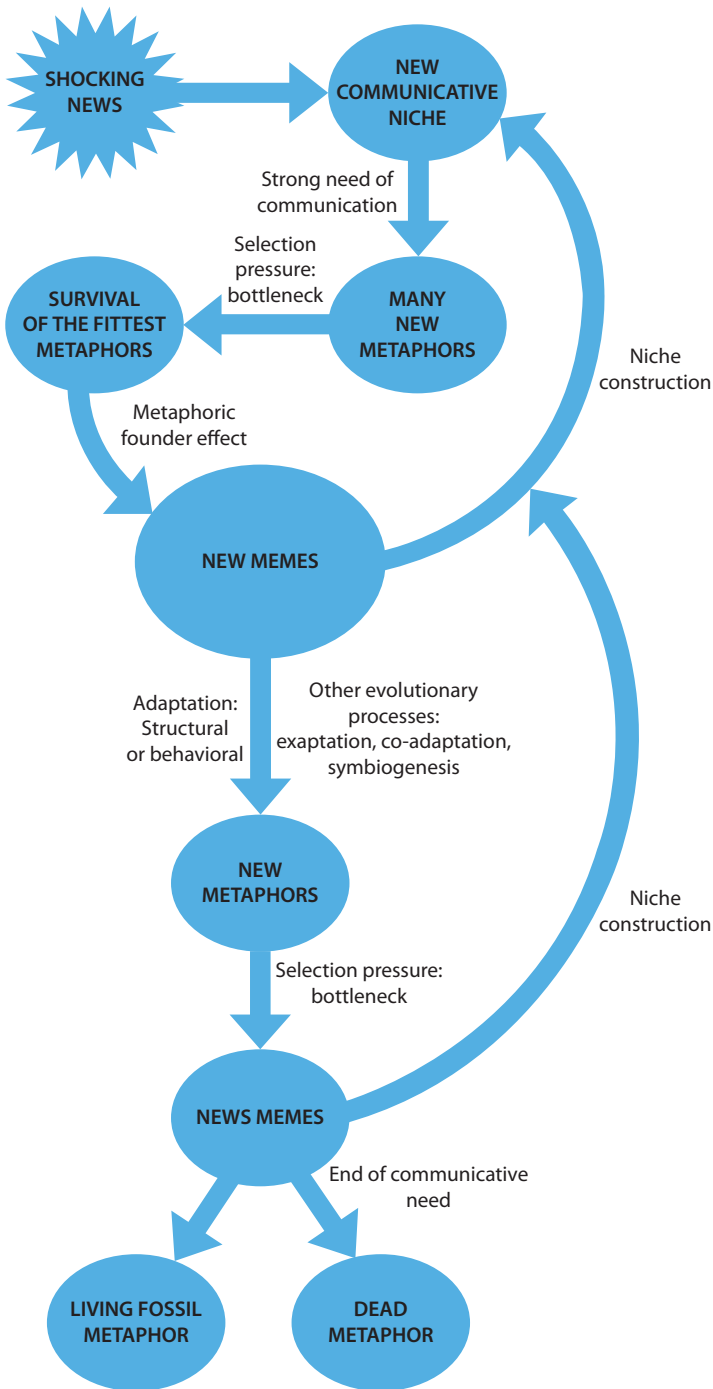 SHOCKING
NEWS
NEW
COMMUNICATIVE
NICHE
Strong need of
communication
Selection
pressure:
bottleneck
SURVIVAL
OF THE FITTEST
METAPHORS
MANY
NEW
METAPHORS
Niche
construction
Metaphoric
founder effect
NEW MEMES
Adaptation:
Structural
or behavioral
Other evolutionary
processes:
exaptation, co-adaptation,
symbiogenesis
NEW
METAPHORS
Niche
construction
Selection pressure:
bottleneck
NEWS MEMES
End of communicative
need
LIVING FOSSIL
METAPHOR
DEAD
METAPHOR